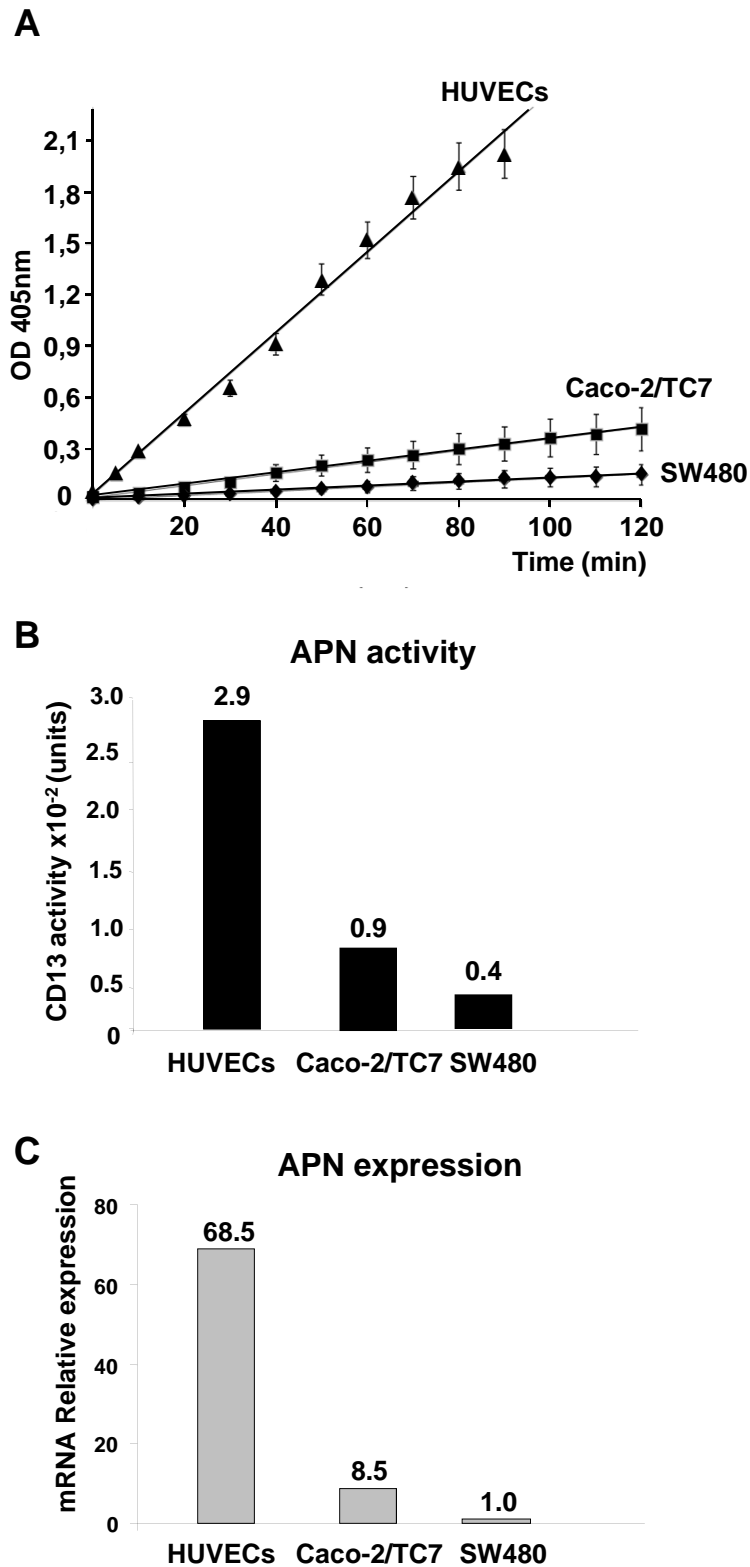 A
HUVECs
2,1
1,8
1,5
1,2
0,9
0,6
0,3
0
OD 405nm
Caco-2/TC7
SW480
20 40 60 80 100 120
Time (min)
B
APN activity
CD13 activity x10-2 (units)
3.0
2.5
2.0
1.5
1.0
0.5
0
2.9
0.9
0.4
HUVECs Caco-2/TC7 SW480
C
APN expression
mRNA Relative expression
80
60
40
20
0
68.5
8.5
1.0
HUVECs Caco-2/TC7 SW480